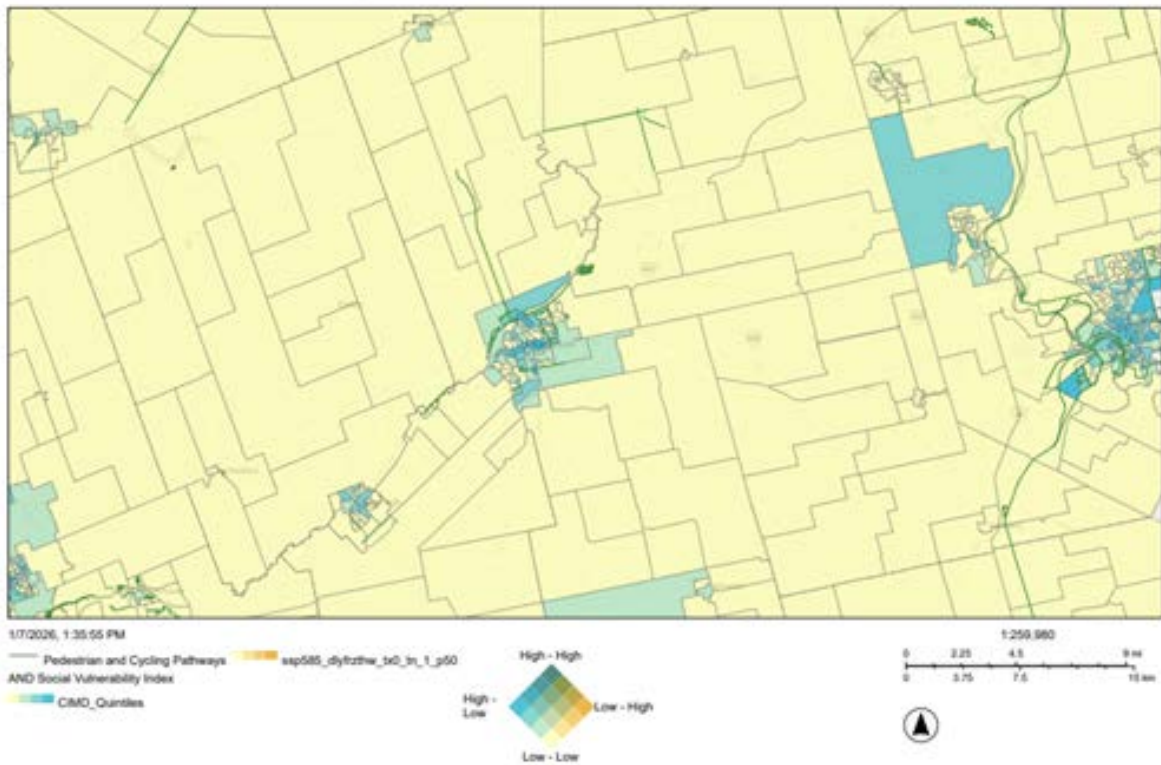 1/7/2026, 1:35:55 PM
Pedestrian and Cycling Pathways
ssp585_dlyfrzthw_tx0_tn_1_p50
AND Social Vulnerability Index
CIMD_Quintiles
High - High
High - Low
Low - High
Low - Low
1:259,980
0 2.25 4.5 9 mi
0 3.75 7.5 15 km